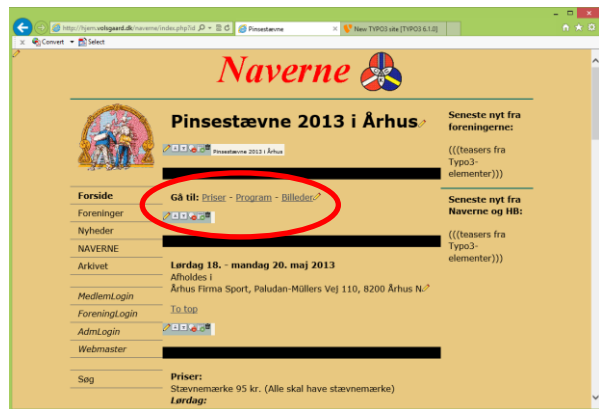 http://hjem.volsgaard.dk/naverne/index.php?id
Pinsestævne
New TYPO3 site [TYPO3 6.1.0]
Convert
Select
Naverne
Pinsestævne 2013 i Århus
Pinsestævne 2013 i Århus
Seneste nyt fra
foreningerne:
(((teasers fra
Typo3-
elementer)))
Seneste nyt fra
Naverne og HB:
(((teasers fra
Typo3-
elementer)))
Forside
Foreninger
Nyheder
NAVERNE
Arkivet
MedlemLogin
ForeningLogin
AdmLogin
Webmaster
Søg
Gå til: Priser - Program - Billeder
Lørdag 18. - mandag 20. maj 2013
Afholdes i
Århus Firma Sport, Paludan-Müllers Vej 110, 8200 Århus N
To top
Priser:
Stævnemærke 95 kr. (Alle skal have stævnemærke)
Lørdag: